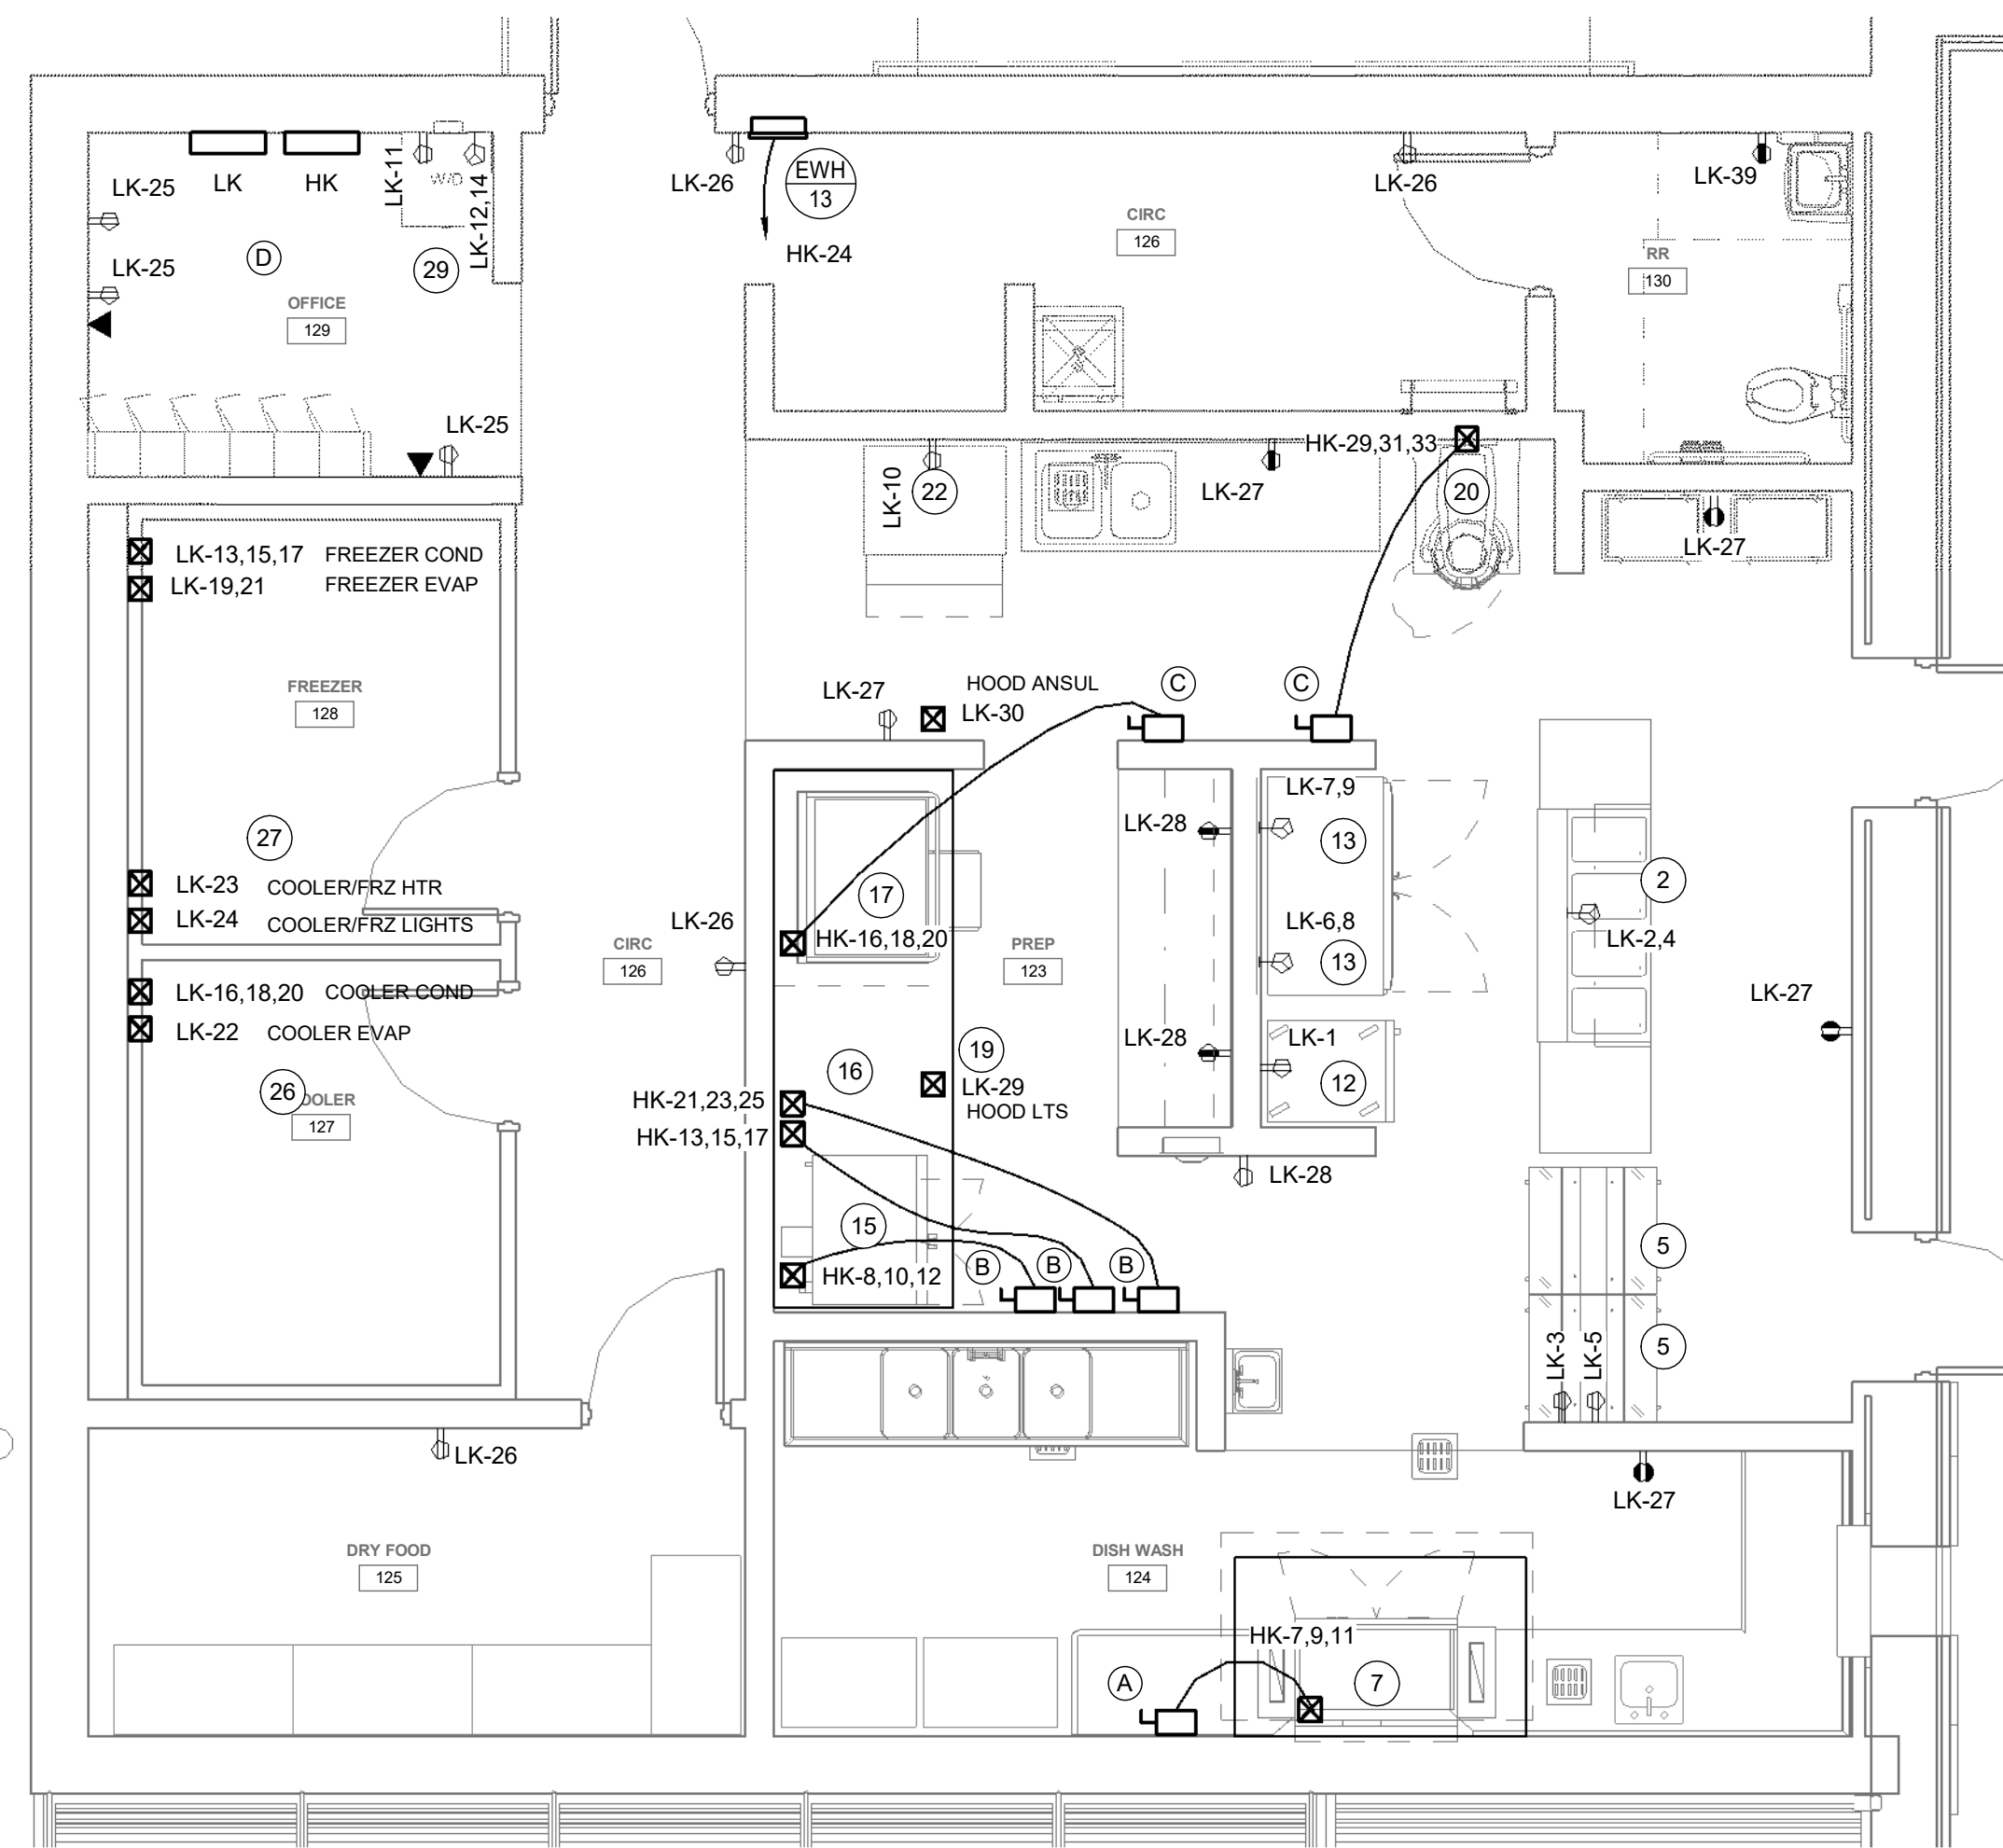 LK-25
LK
HK
LK-11
W/D
LK-12,14
LK-25
D
29
OFFICE
129
LK-25
LK-26
EWH
13
HK-24
CIRC
126
LK-26
LK-39
RR
130
LK-10
22
LK-27
HK-29,31,33
20
LK-27
LK-13,15,17 FREEZER COND
LK-19,21 FREEZER EVAP
FREEZER
128
27
LK-23 COOLER/FRZ HTR
LK-24 COOLER/FRZ LIGHTS
LK-16,18,20 COOLER COND
LK-22 COOLER EVAP
26
OOLER
127
LK-27
HOOD ANSUL
LK-30
C
C
LK-7,9
LK-28
13
17
2
LK-26
HK-16,18,20
LK-6,8
LK-2,4
CIRC
126
PREP
123
13
LK-27
LK-28
LK-1
19
16
12
LK-29
HOOD LTS
HK-21,23,25
HK-13,15,17
LK-28
15
B
B
B
HK-8,10,12
5
5
LK-3
LK-5
LK-26
LK-27
DRY FOOD
125
DISH WASH
124
HK-7,9,11
A
7